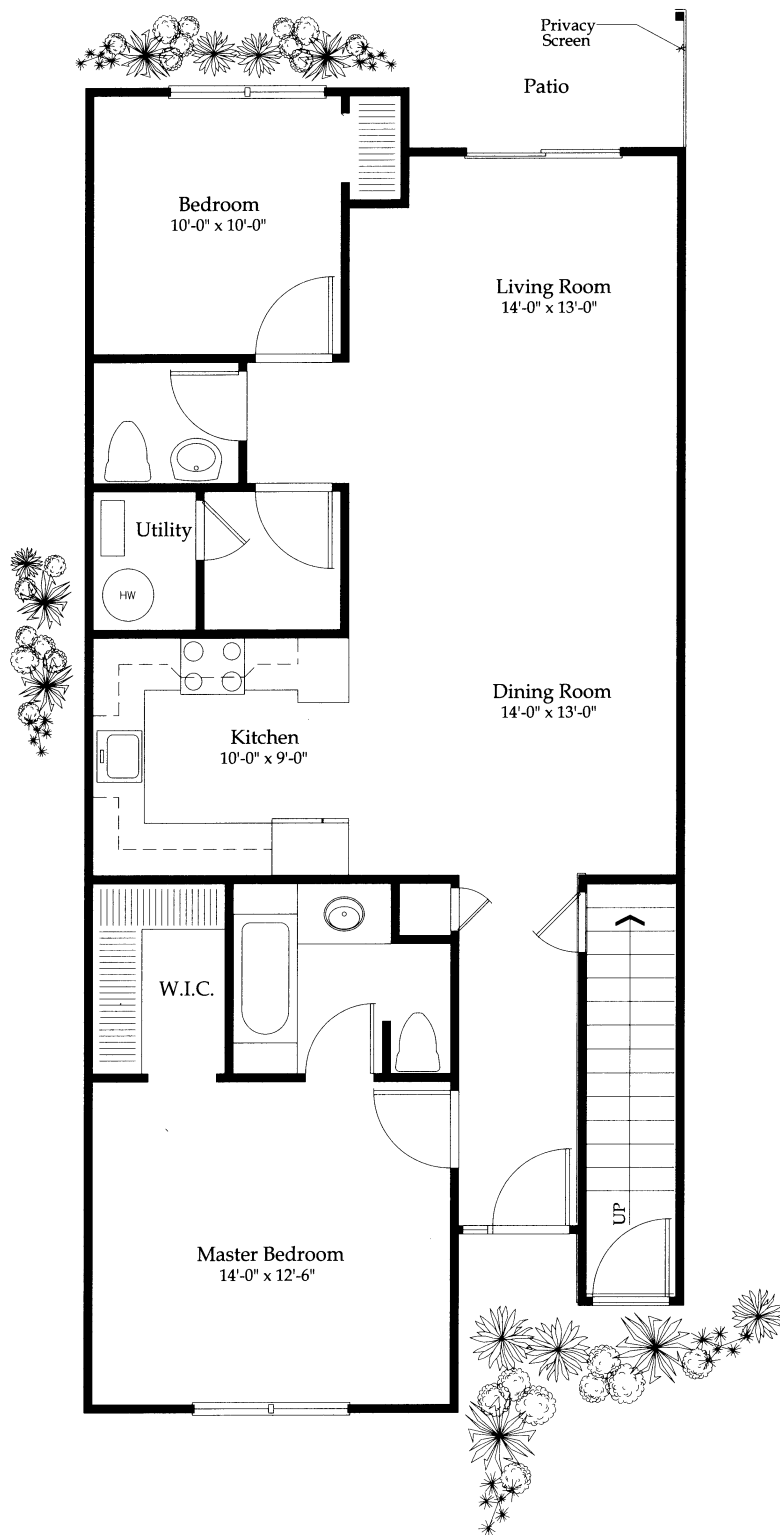 Privacy
Screen
Patio
Bedroom
10'-0" x 10'-0"
Living Room
14'-0" x 13'-0"
Utility
HW
Dining Room
14'-0" x 13'-0"
Kitchen
10'-0" x 9'-0"
W.I.C.
UP
Master Bedroom
14'-0" x 12'-6"